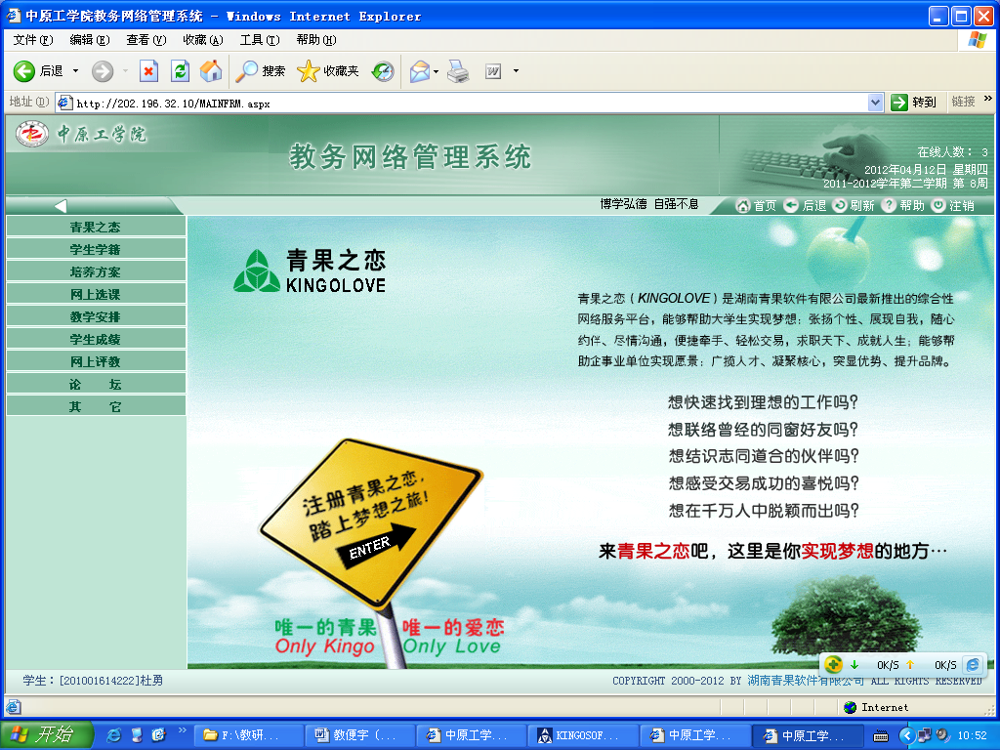 中原工学院教务网络管理系统 - Windows Internet Explorer
文件(F) 编辑(E) 查看(V) 收藏(A) 工具(T) 帮助(H)
后退 搜索 收藏夹
地址(D) http://202.196.32.10/MAINFRM.aspx 转到 链接 »
中原工学院
教务网络管理系统
在线人数: 3
2012年04月12日 星期四
2011-2012学年第二学期 第 8周
博学弘德 自强不息 首页 后退 刷新 帮助 注销
青果之恋
学生学籍
培养方案
网上选课
教学安排
学生成绩
网上评教
论 坛
其 它
青果之恋
KINGOLOVE
青果之恋(KINGOLOVE)是湖南青果软件有限公司最新推出的综合性
网络服务平台，能够帮助大学生实现梦想：张扬个性、展现自我，随心
约伴、尽情沟通，便捷牵手、轻松交易，求职天下、成就人生；能够帮
助企事业单位实现愿景：广揽人才、凝聚核心，突显优势、提升品牌。
想快速找到理想的工作吗?
想联络曾经的同窗好友吗?
想结识志同道合的伙伴吗?
想感受交易成功的喜悦吗?
想在千万人中脱颖而出吗?
来青果之恋吧，这里是你实现梦想的地方…
注册青果之恋，
踏上梦想之旅!
ENTER
唯一的青果 唯一的爱恋
Only Kingo Only Love
0K/S 0K/S
学生：[201001614222]杜勇 COPYRIGHT 2000-2012 BY 湖南青果软件有限公司 ALL RIGHTS RESERVED
Internet
开始 » F:\教研... 教便字（... 中原工学... KINGOSOF... 中原工学... 中原工学... 10:52